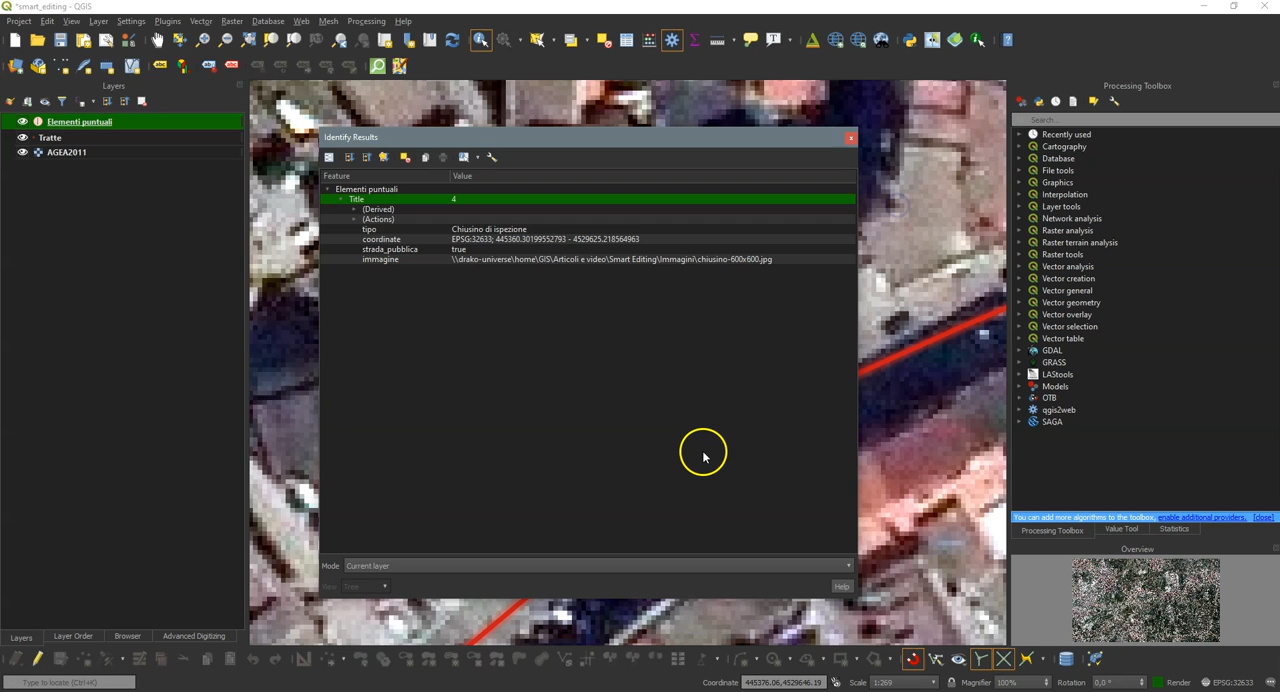 *smart_editing - QGIS
Project Edit View Layer Settings Plugins Vector Raster Database Web Mesh Processing Help
Layers
Processing Toolbox
Search...
Elementi puntuali
Tratte
AGEA2011
Identify Results
Feature Value
Elementi puntuali
Title 4
(Derived)
(Actions)
tipo Chiusino di ispezione
coordinate EPSG:32633; 445360.30199552793 - 4529625.218564963
strada_pubblica true
immagine \\drako-universe\home\GIS\Articoli e video\Smart Editing\Immagini\chiusino-600x600.jpg
Mode Current layer
View Tree
Help
Recently used
Cartography
Database
File tools
Graphics
Interpolation
Layer tools
Network analysis
Raster analysis
Raster terrain analysis
Raster tools
Vector analysis
Vector creation
Vector general
Vector geometry
Vector overlay
Vector selection
Vector table
GDAL
GRASS
LAStools
Models
OTB
qgis2web
SAGA
You can add more algorithms to the toolbox, enable additional providers. [close]
Processing Toolbox Value Tool Statistics
Overview
Layers Layer Order Browser Advanced Digitizing
Type to locate (Ctrl+K)
Coordinate 445376.06,4529646.19 Scale 1:269 Magnifier 100% Rotation 0,0 ° Render EPSG:32633